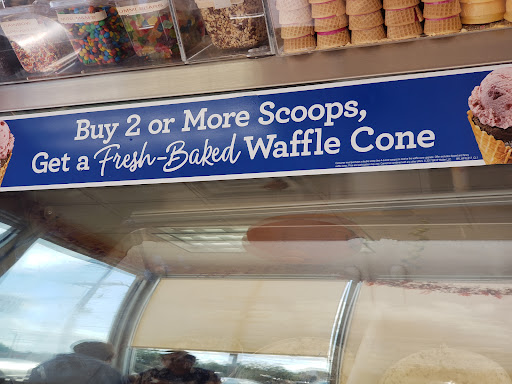 Buy 2 or More Scoops,
Get a Fresh-Baked Waffle Cone